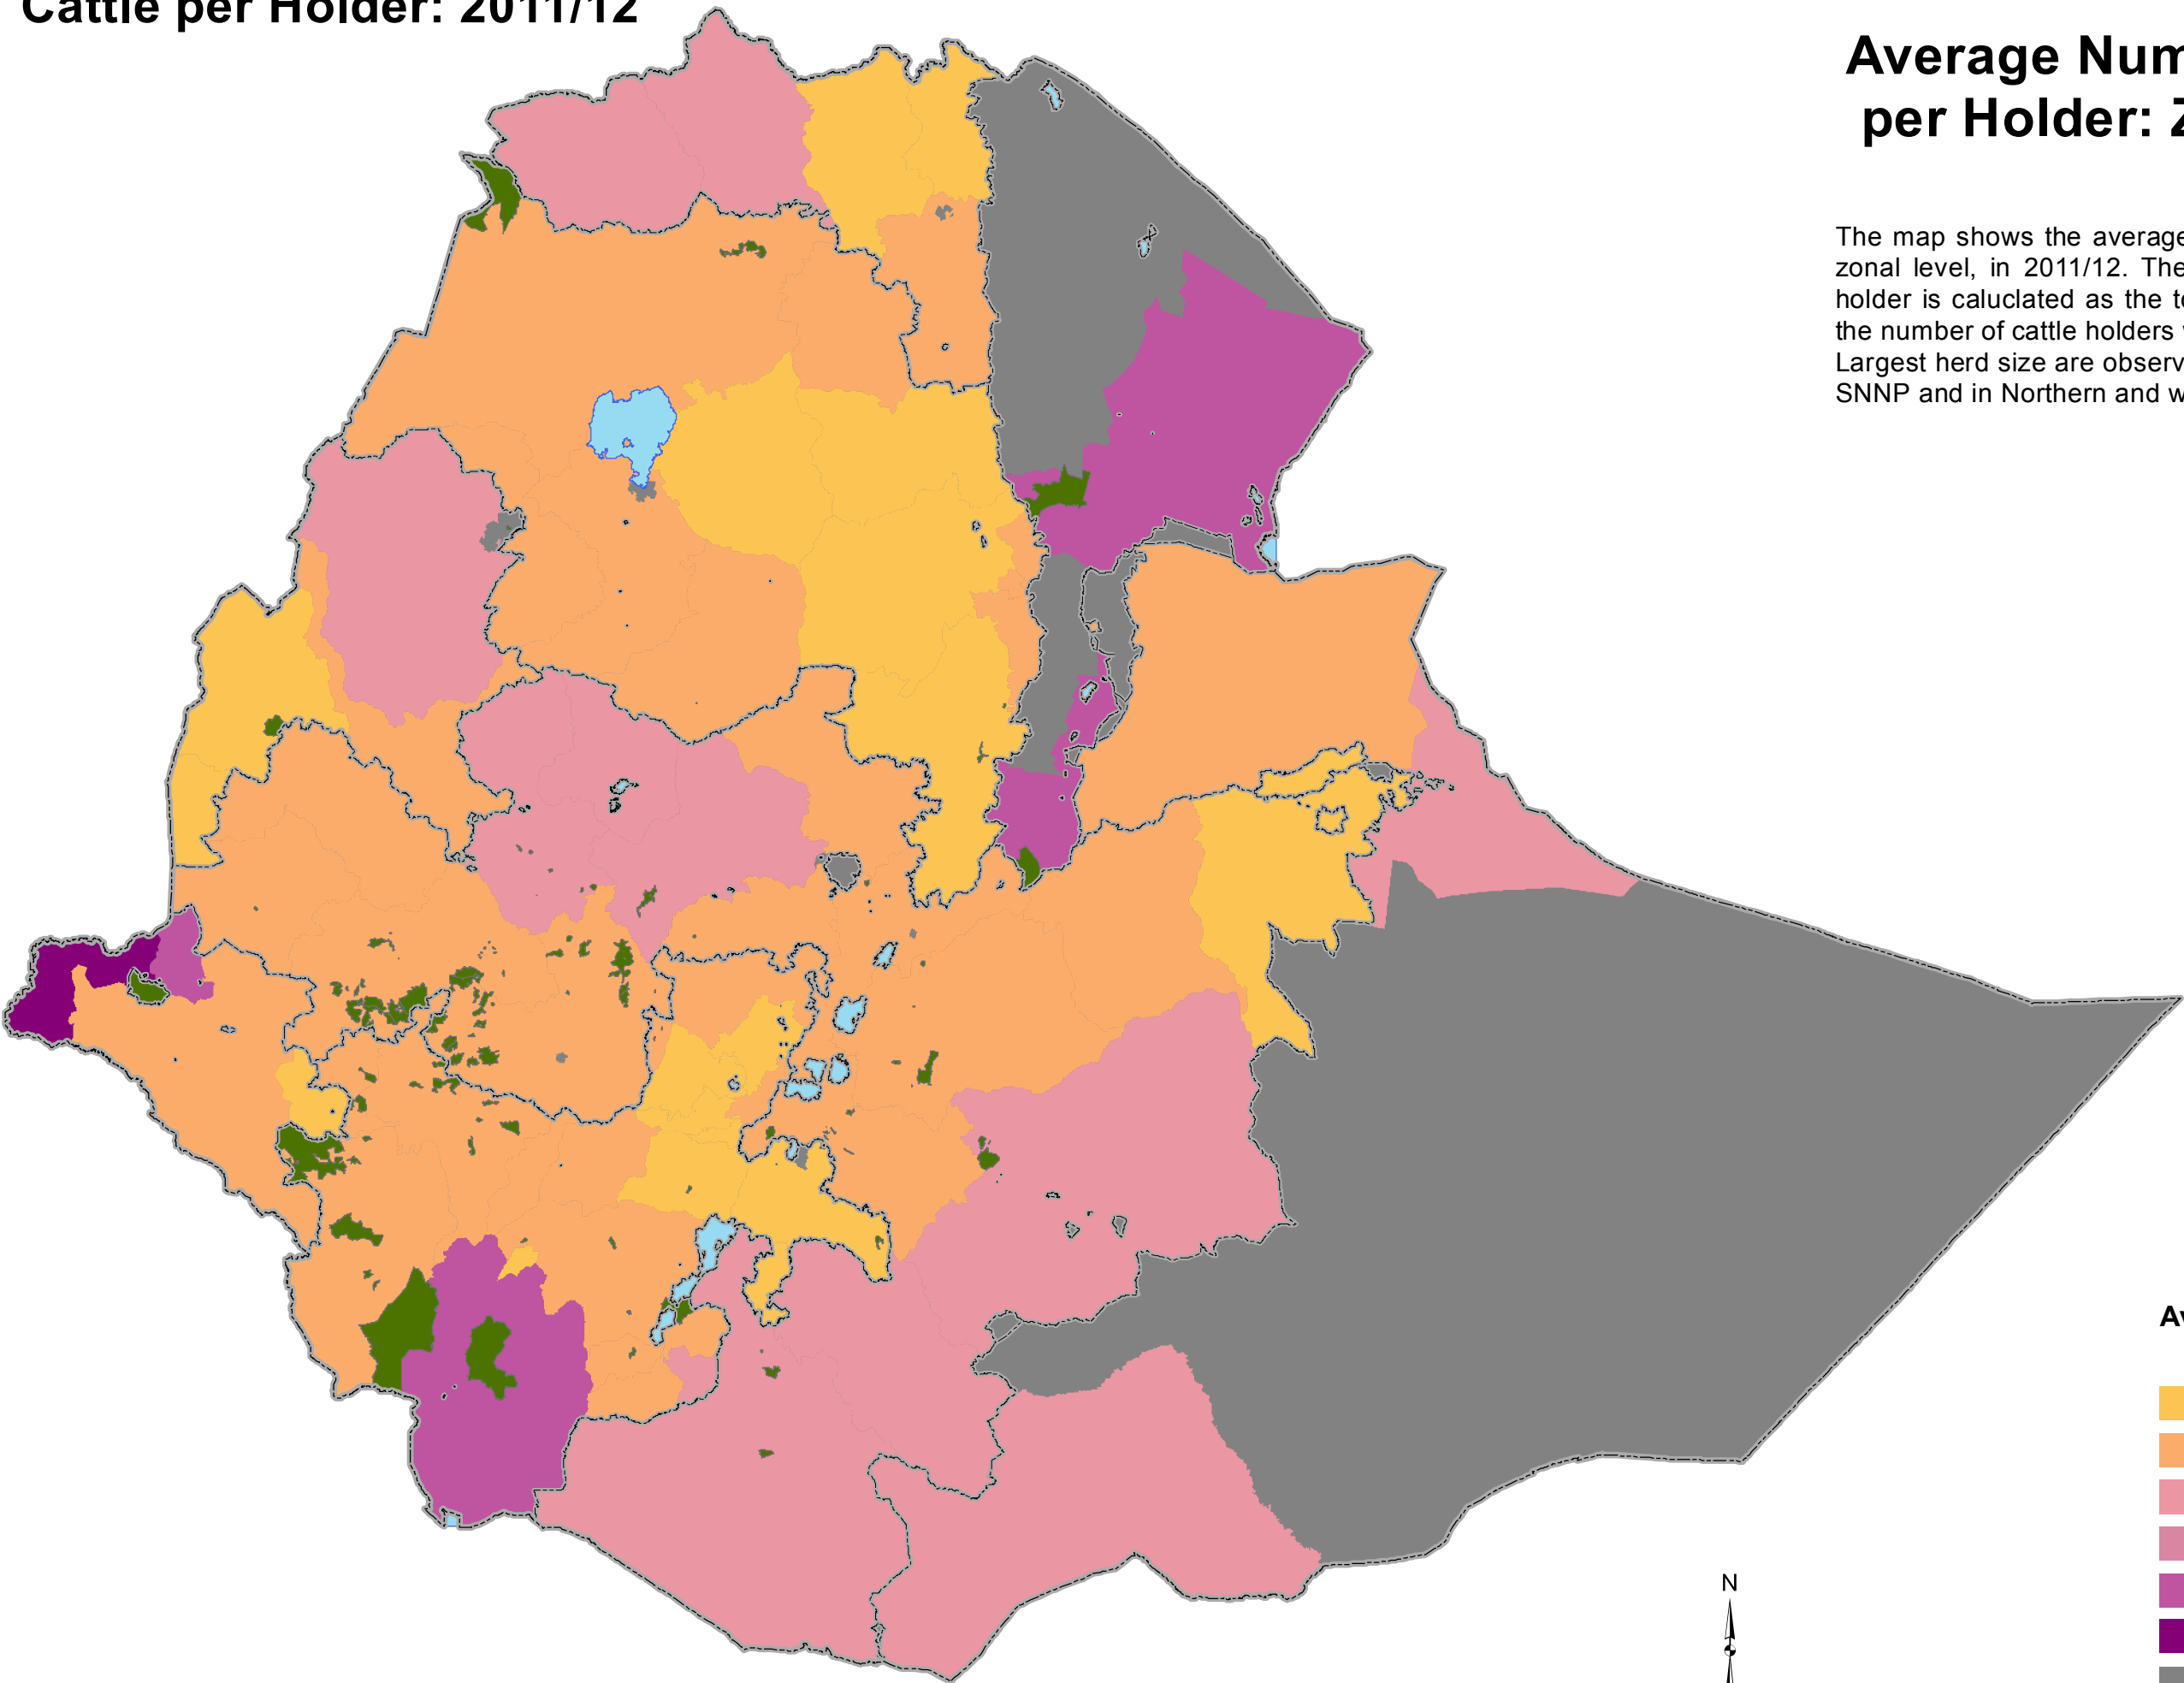 Cattle per Holder: 2011/12
Average Num
per Holder: Z
The map shows the average
zonal level, in 2011/12. The
holder is caluclated as the to
the number of cattle holders
Largest herd size are observ
SNNP and in Northern and w
Av
N